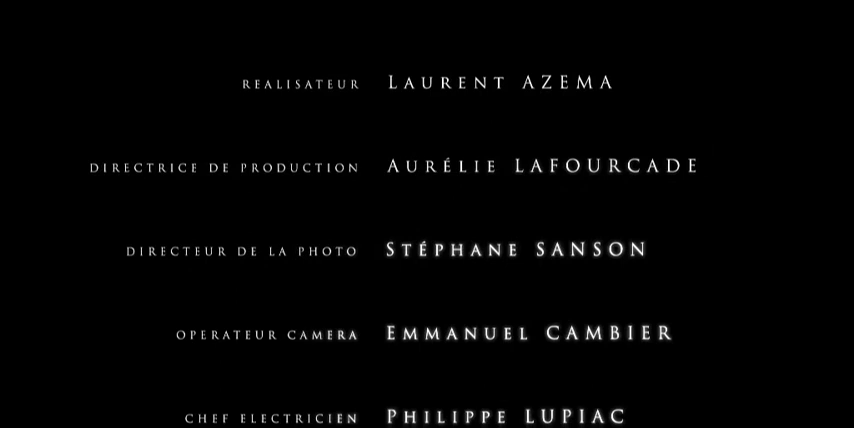 REALISATEUR LAURENT AZEMA
DIRECTRICE DE PRODUCTION AURÉLIE LAFOURCADE
DIRECTEUR DE LA PHOTO STÉPHANE SANSON
OPERATEUR CAMERA EMMANUEL CAMBIER
CHEF ELECTRICIEN PHILIPPE LUPIAC